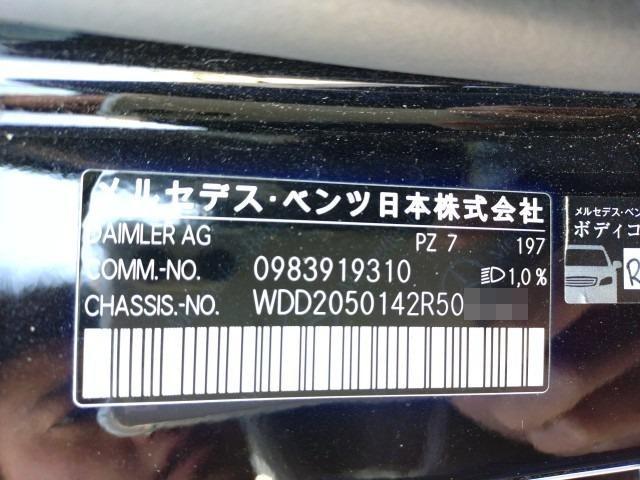 メルセデス・ベンツ日本株式会社
DAIMLER AG PZ 7 197
COMM.-NO. 0983919310 1,0%
CHASSIS.-NO. WDD2050142R50
メルセデス・ベン
ボディコ
R